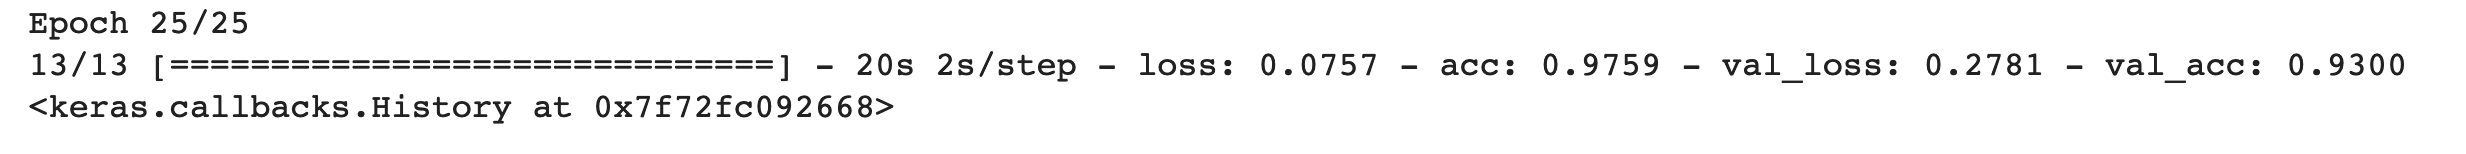 Epoch 25/25
13/13 [==============================] - 20s 2s/step - loss: 0.0757 - acc: 0.9759 - val_loss: 0.2781 - val_acc: 0.9300
<keras.callbacks.History at 0x7f72fc092668>